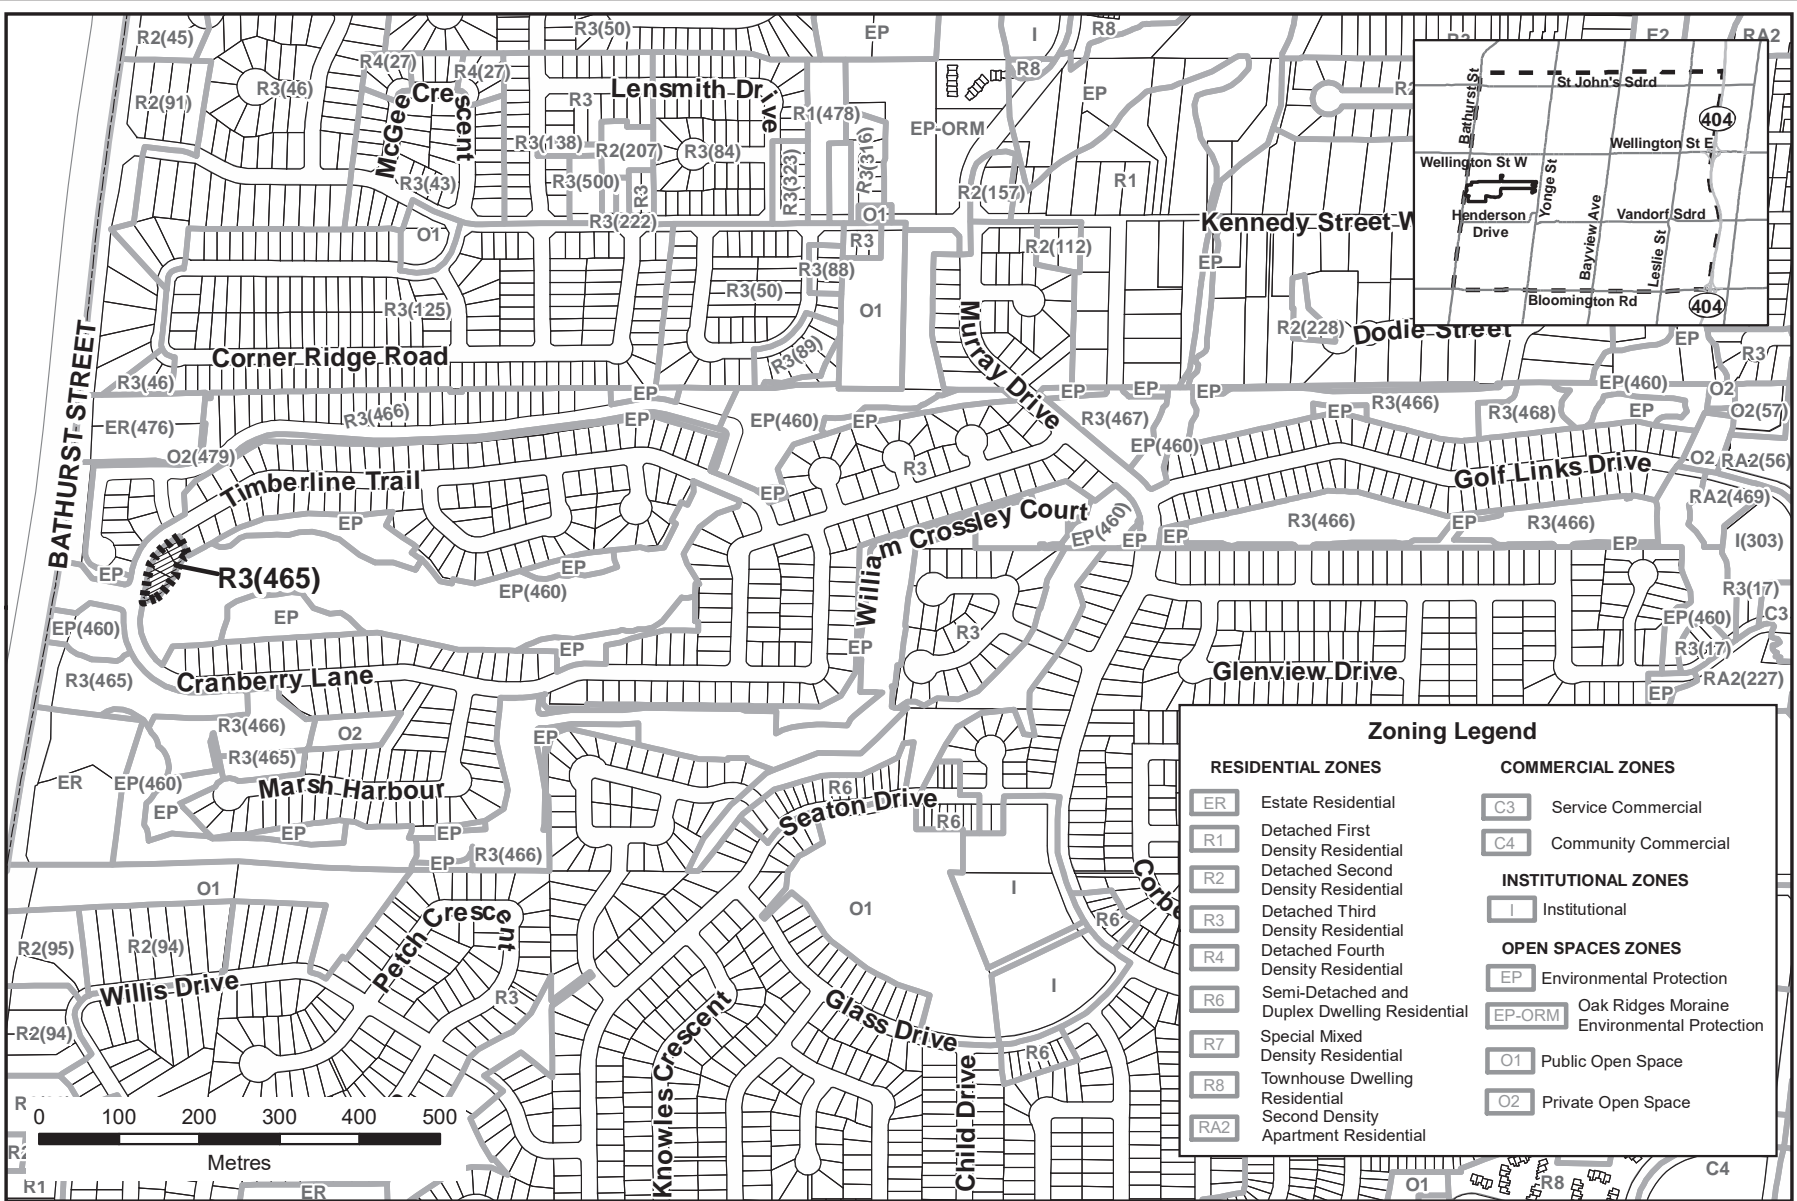 R2(45)
R3(50)
EP
I
R8
R2
E2
RA2
R4(27)
R4(27)
R8
R2(91)
R3(46)
McGee Crescent
R3
Lensmith Drive
EP
R2
R1(478)
EP-ORM
R3(138)
R2(207)
R3(84)
R3(323)
R3(316)
R3(43)
R3(500)
R3
R2(157)
R1
R3(222)
O1
Kennedy Street W
O1
R3
R2(112)
EP
R3(88)
R3(125)
R3(50)
O1
R2(228)
Dodie Street
Murray Drive
R3(89)
EP
R3
Corner Ridge Road
R3(46)
EP
EP
EP
EP
EP(460)
O2
BATHURST STREET
ER(476)
R3(466)
EP
EP(460)
EP
R3(467)
EP
R3(466)
R3(468)
EP
O2(57)
EP(460)
O2(479)
Timberline Trail
R3
Golf Links Drive
O2
RA2(56)
EP
RA2(469)
EP
William Crossley Court
EP(460)
EP
EP
R3(466)
EP
R3(466)
EP
I(303)
EP
R3(465)
EP
EP(460)
R3(17)
EP
EP(460)
R3
EP(460)
C3
EP
EP
R3(17)
R3(465)
Cranberry Lane
Glenview Drive
EP
RA2(227)
R3(466)
O2
EP
R3(465)
ER
EP(460)
Marsh Harbour
R6
Seaton Drive
R6
EP
EP
EP
EP
R3(466)
O1
Petch Crescent
O1
I
Corbe
R6
R2(95)
R2(94)
Willis Drive
R3
I
R2(94)
Knowles Crescent
Glass Drive
R6
Child Drive
R2
R1
ER
O1
R8
C4
0 100 200 300 400 500
Metres
St John's Sdrd
Bathurst St
404
Wellington St E
Wellington St W
Yonge St
Henderson
Drive
Vandorf Sdrd
Bayview Ave
Leslie St
Bloomington Rd
404
Zoning Legend
RESIDENTIAL ZONES
ER Estate Residential
R1 Detached First
Density Residential
R2 Detached Second
Density Residential
R3 Detached Third
Density Residential
R4 Detached Fourth
Density Residential
R6 Semi-Detached and
Duplex Dwelling Residential
R7 Special Mixed
Density Residential
R8 Townhouse Dwelling
Residential
RA2 Second Density
Apartment Residential
COMMERCIAL ZONES
C3 Service Commercial
C4 Community Commercial
INSTITUTIONAL ZONES
I Institutional
OPEN SPACES ZONES
EP Environmental Protection
EP-ORM Oak Ridges Moraine
Environmental Protection
O1 Public Open Space
O2 Private Open Space